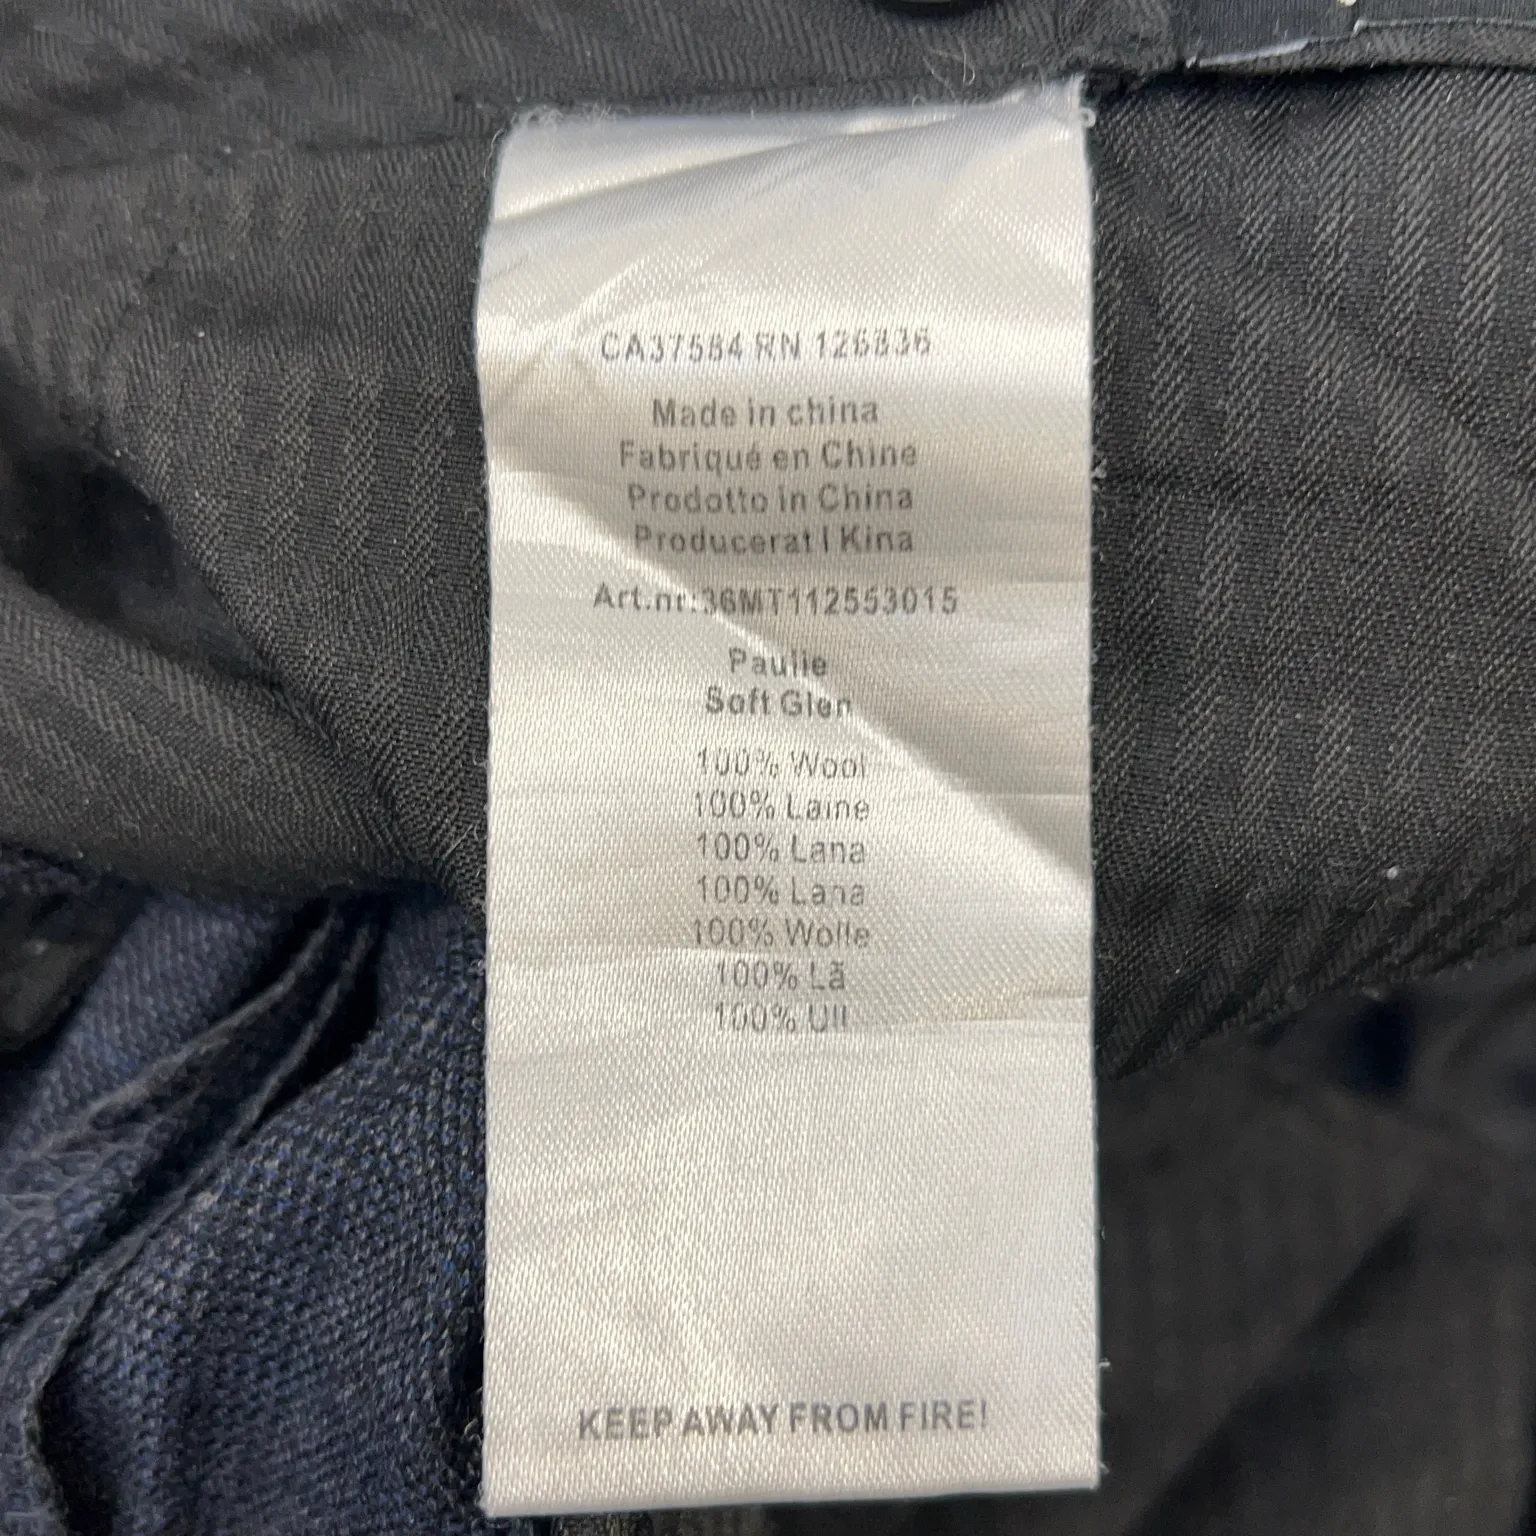 CA37584 RN 126836
Made in china
Fabriqué en Chine
Prodotto in China
Producerat I Kina
Art.nr:36MT112553015
Paulie
Soft Glen
100% Wool
100% Laine
100% Lana
100% Lana
100% Wolle
100% Lã
100% Ull
KEEP AWAY FROM FIRE!